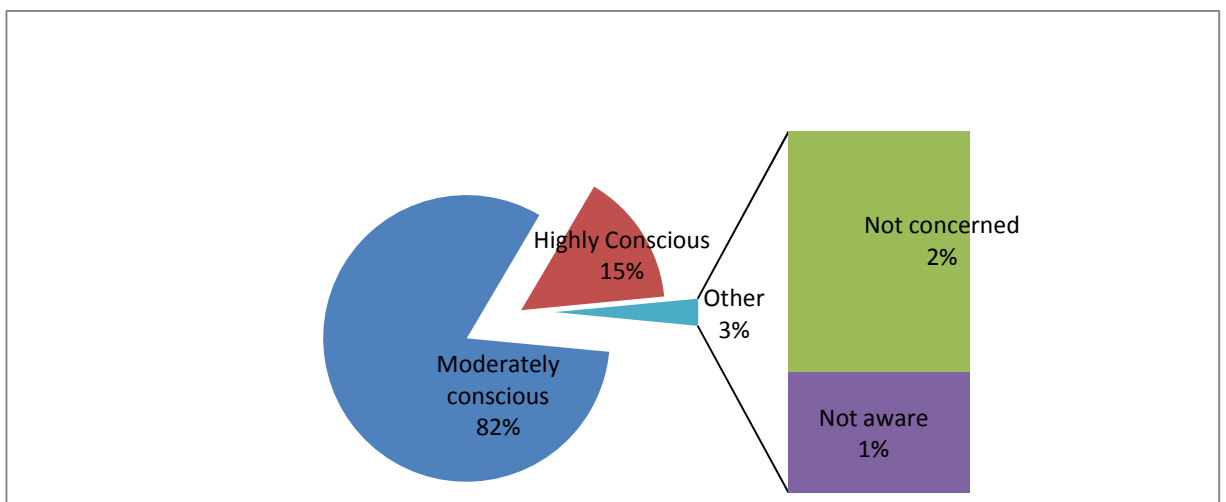 Highly Conscious
15%
Other
3%
Moderately
conscious
82%
Not concerned
2%
Not aware
1%